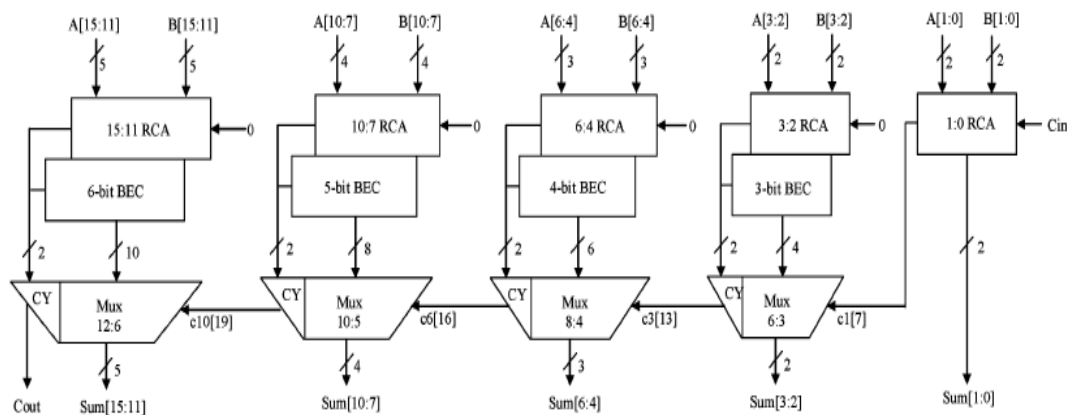 A[15:11] B[15:11] A[10:7] B[10:7] A[6:4] B[6:4] A[3:2] B[3:2] A[1:0] B[1:0]
5 5 4 4 3 3 2 2 2 2
15:11 RCA 0 10:7 RCA 0 6:4 RCA 0 3:2 RCA 0 1:0 RCA Cin
6-bit BEC 5-bit BEC 4-bit BEC 3-bit BEC
2 10 2 8 2 6 2 4 2
CY Mux CY Mux CY Mux CY Mux
12:6 c10[19] 10:5 c6[16] 8:4 c3[13] 6:3 c1[7]
5 4 3 2
Cout Sum[15:11] Sum[10:7] Sum[6:4] Sum[3:2] Sum[1:0]